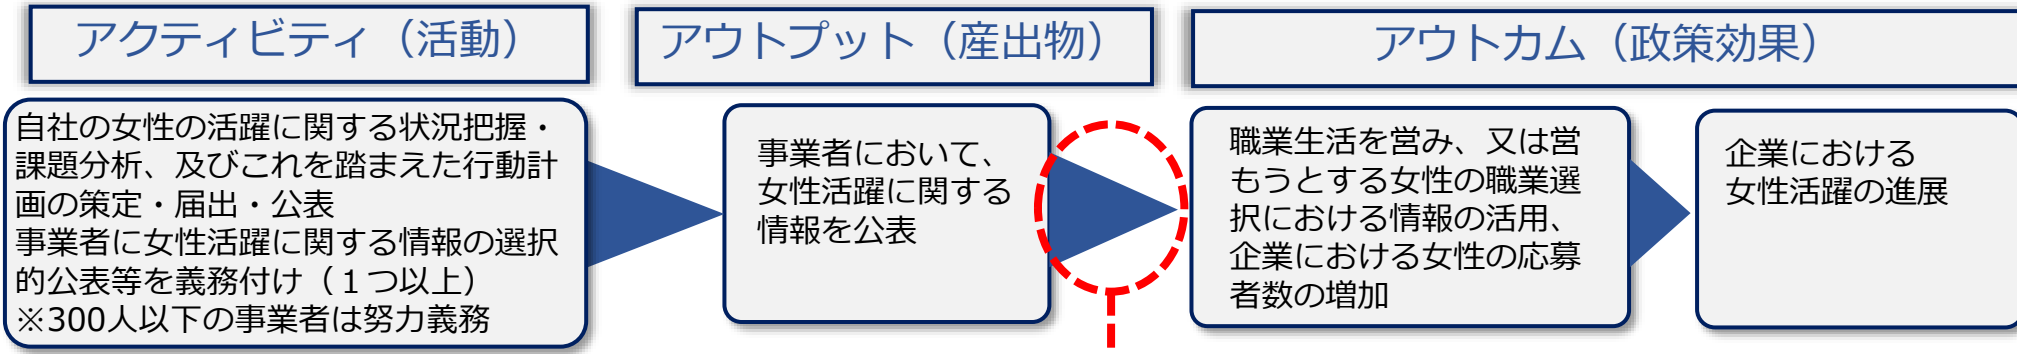 アクティビティ（活動）
アウトプット（産出物）
アウトカム（政策効果）
自社の女性の活躍に関する状況把握・
課題分析、及びこれを踏まえた行動計
画の策定・届出・公表
事業者に女性活躍に関する情報の選択
的公表等を義務付け（１つ以上）
※300人以下の事業者は努力義務
事業者において、
女性活躍に関する
情報を公表
職業生活を営み、又は営
もうとする女性の職業選
択における情報の活用、
企業における女性の応募
者数の増加
企業における
女性活躍の進展